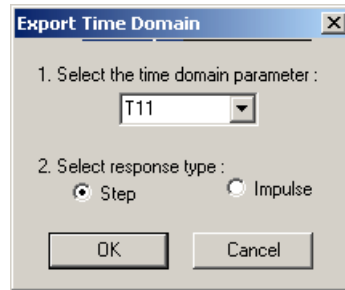 Export Time Domain
1. Select the time domain parameter :
T11
2. Select response type :
Step Impulse
OK Cancel